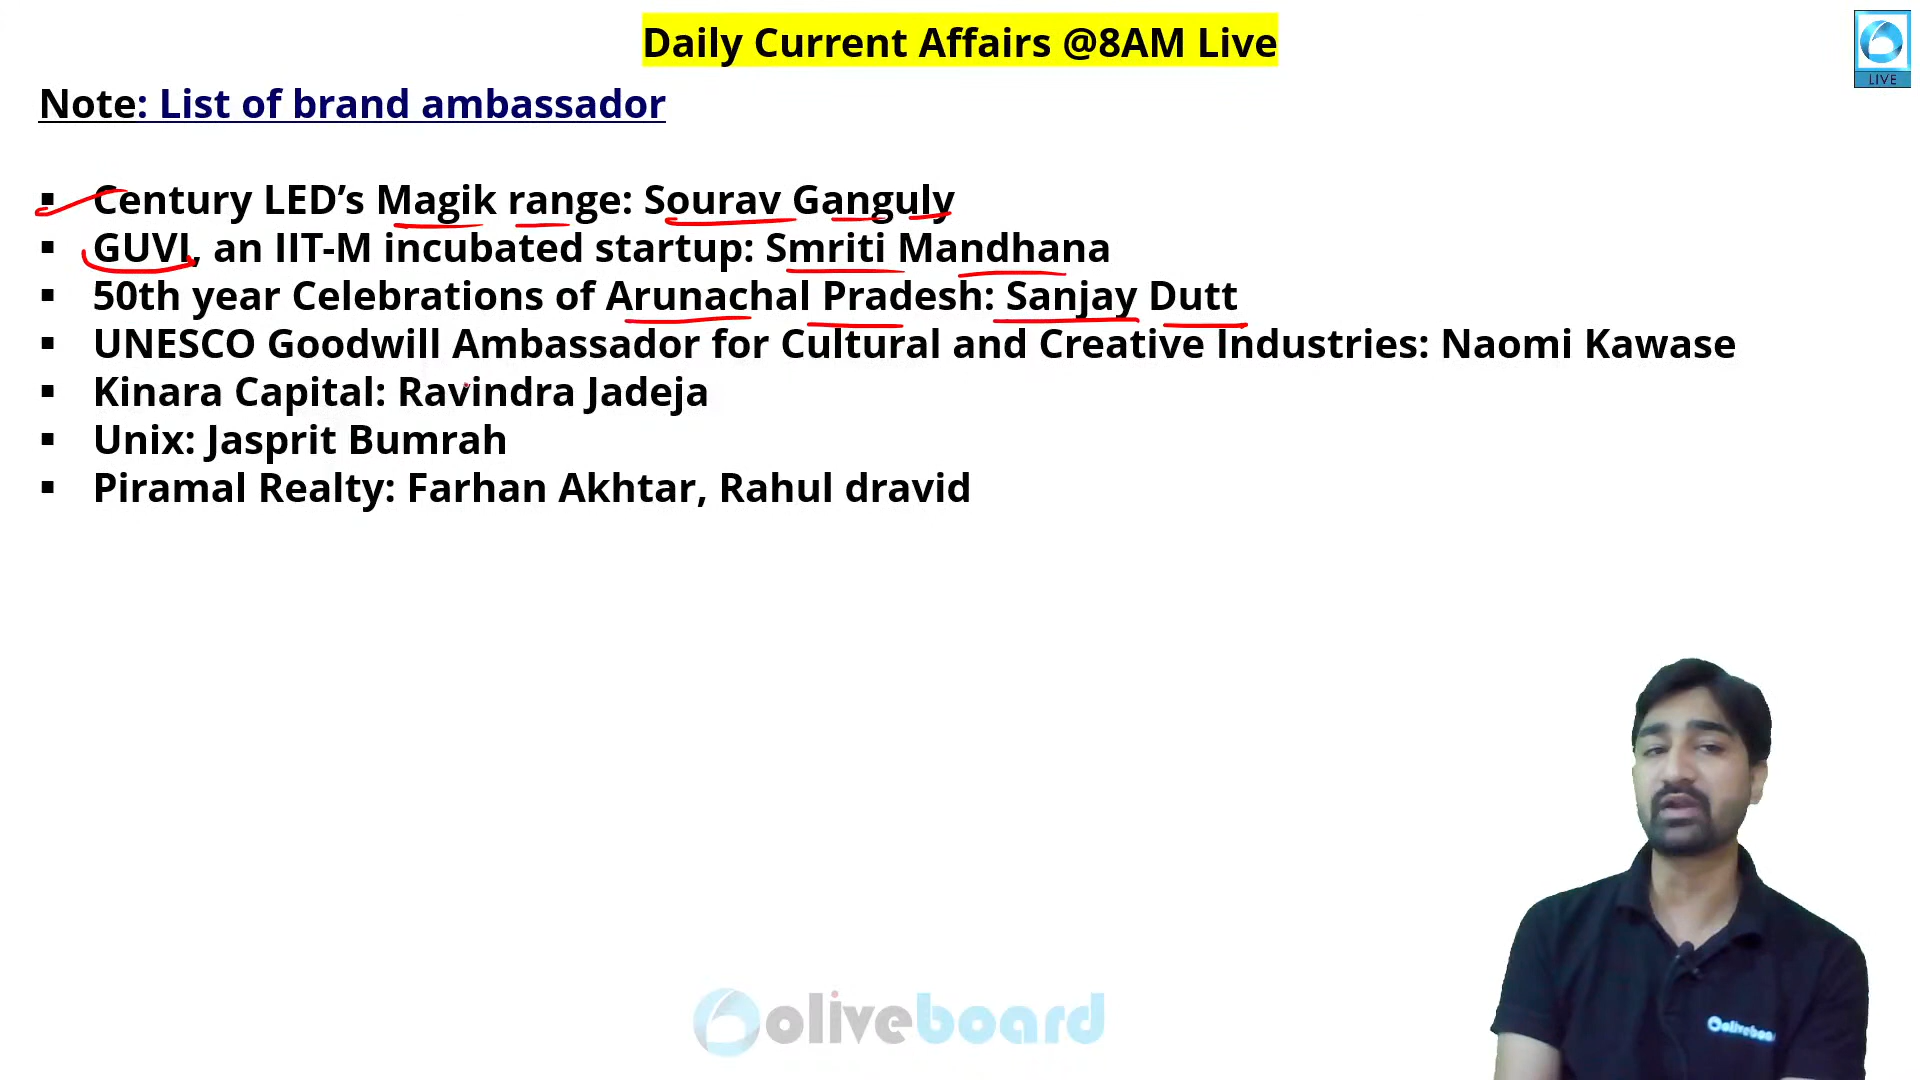 Daily Current Affairs @8AM Live
LIVE
Note: List of brand ambassador
▪ Century LED’s Magik range: Sourav Ganguly
▪ GUVI, an IIT-M incubated startup: Smriti Mandhana
▪ 50th year Celebrations of Arunachal Pradesh: Sanjay Dutt
▪ UNESCO Goodwill Ambassador for Cultural and Creative Industries: Naomi Kawase
▪ Kinara Capital: Ravindra Jadeja
▪ Unix: Jasprit Bumrah
▪ Piramal Realty: Farhan Akhtar, Rahul dravid
oliveboard
oliveboard